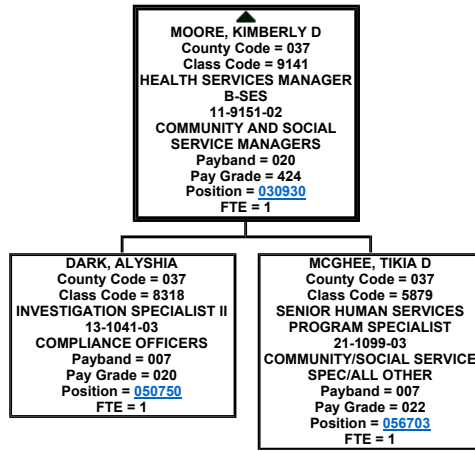 MOORE, KIMBERLY D
County Code = 037
Class Code = 9141
HEALTH SERVICES MANAGER
B-SES
11-9151-02
COMMUNITY AND SOCIAL
SERVICE MANAGERS
Payband = 020
Pay Grade = 424
Position = 030930
FTE = 1
DARK, ALYSHIA
County Code = 037
Class Code = 8318
INVESTIGATION SPECIALIST II
13-1041-03
COMPLIANCE OFFICERS
Payband = 007
Pay Grade = 020
Position = 050750
FTE = 1
MCGHEE, TIKIA D
County Code = 037
Class Code = 5879
SENIOR HUMAN SERVICES
PROGRAM SPECIALIST
21-1099-03
COMMUNITY/SOCIAL SERVICE
SPEC/ALL OTHER
Payband = 007
Pay Grade = 022
Position = 056703
FTE = 1